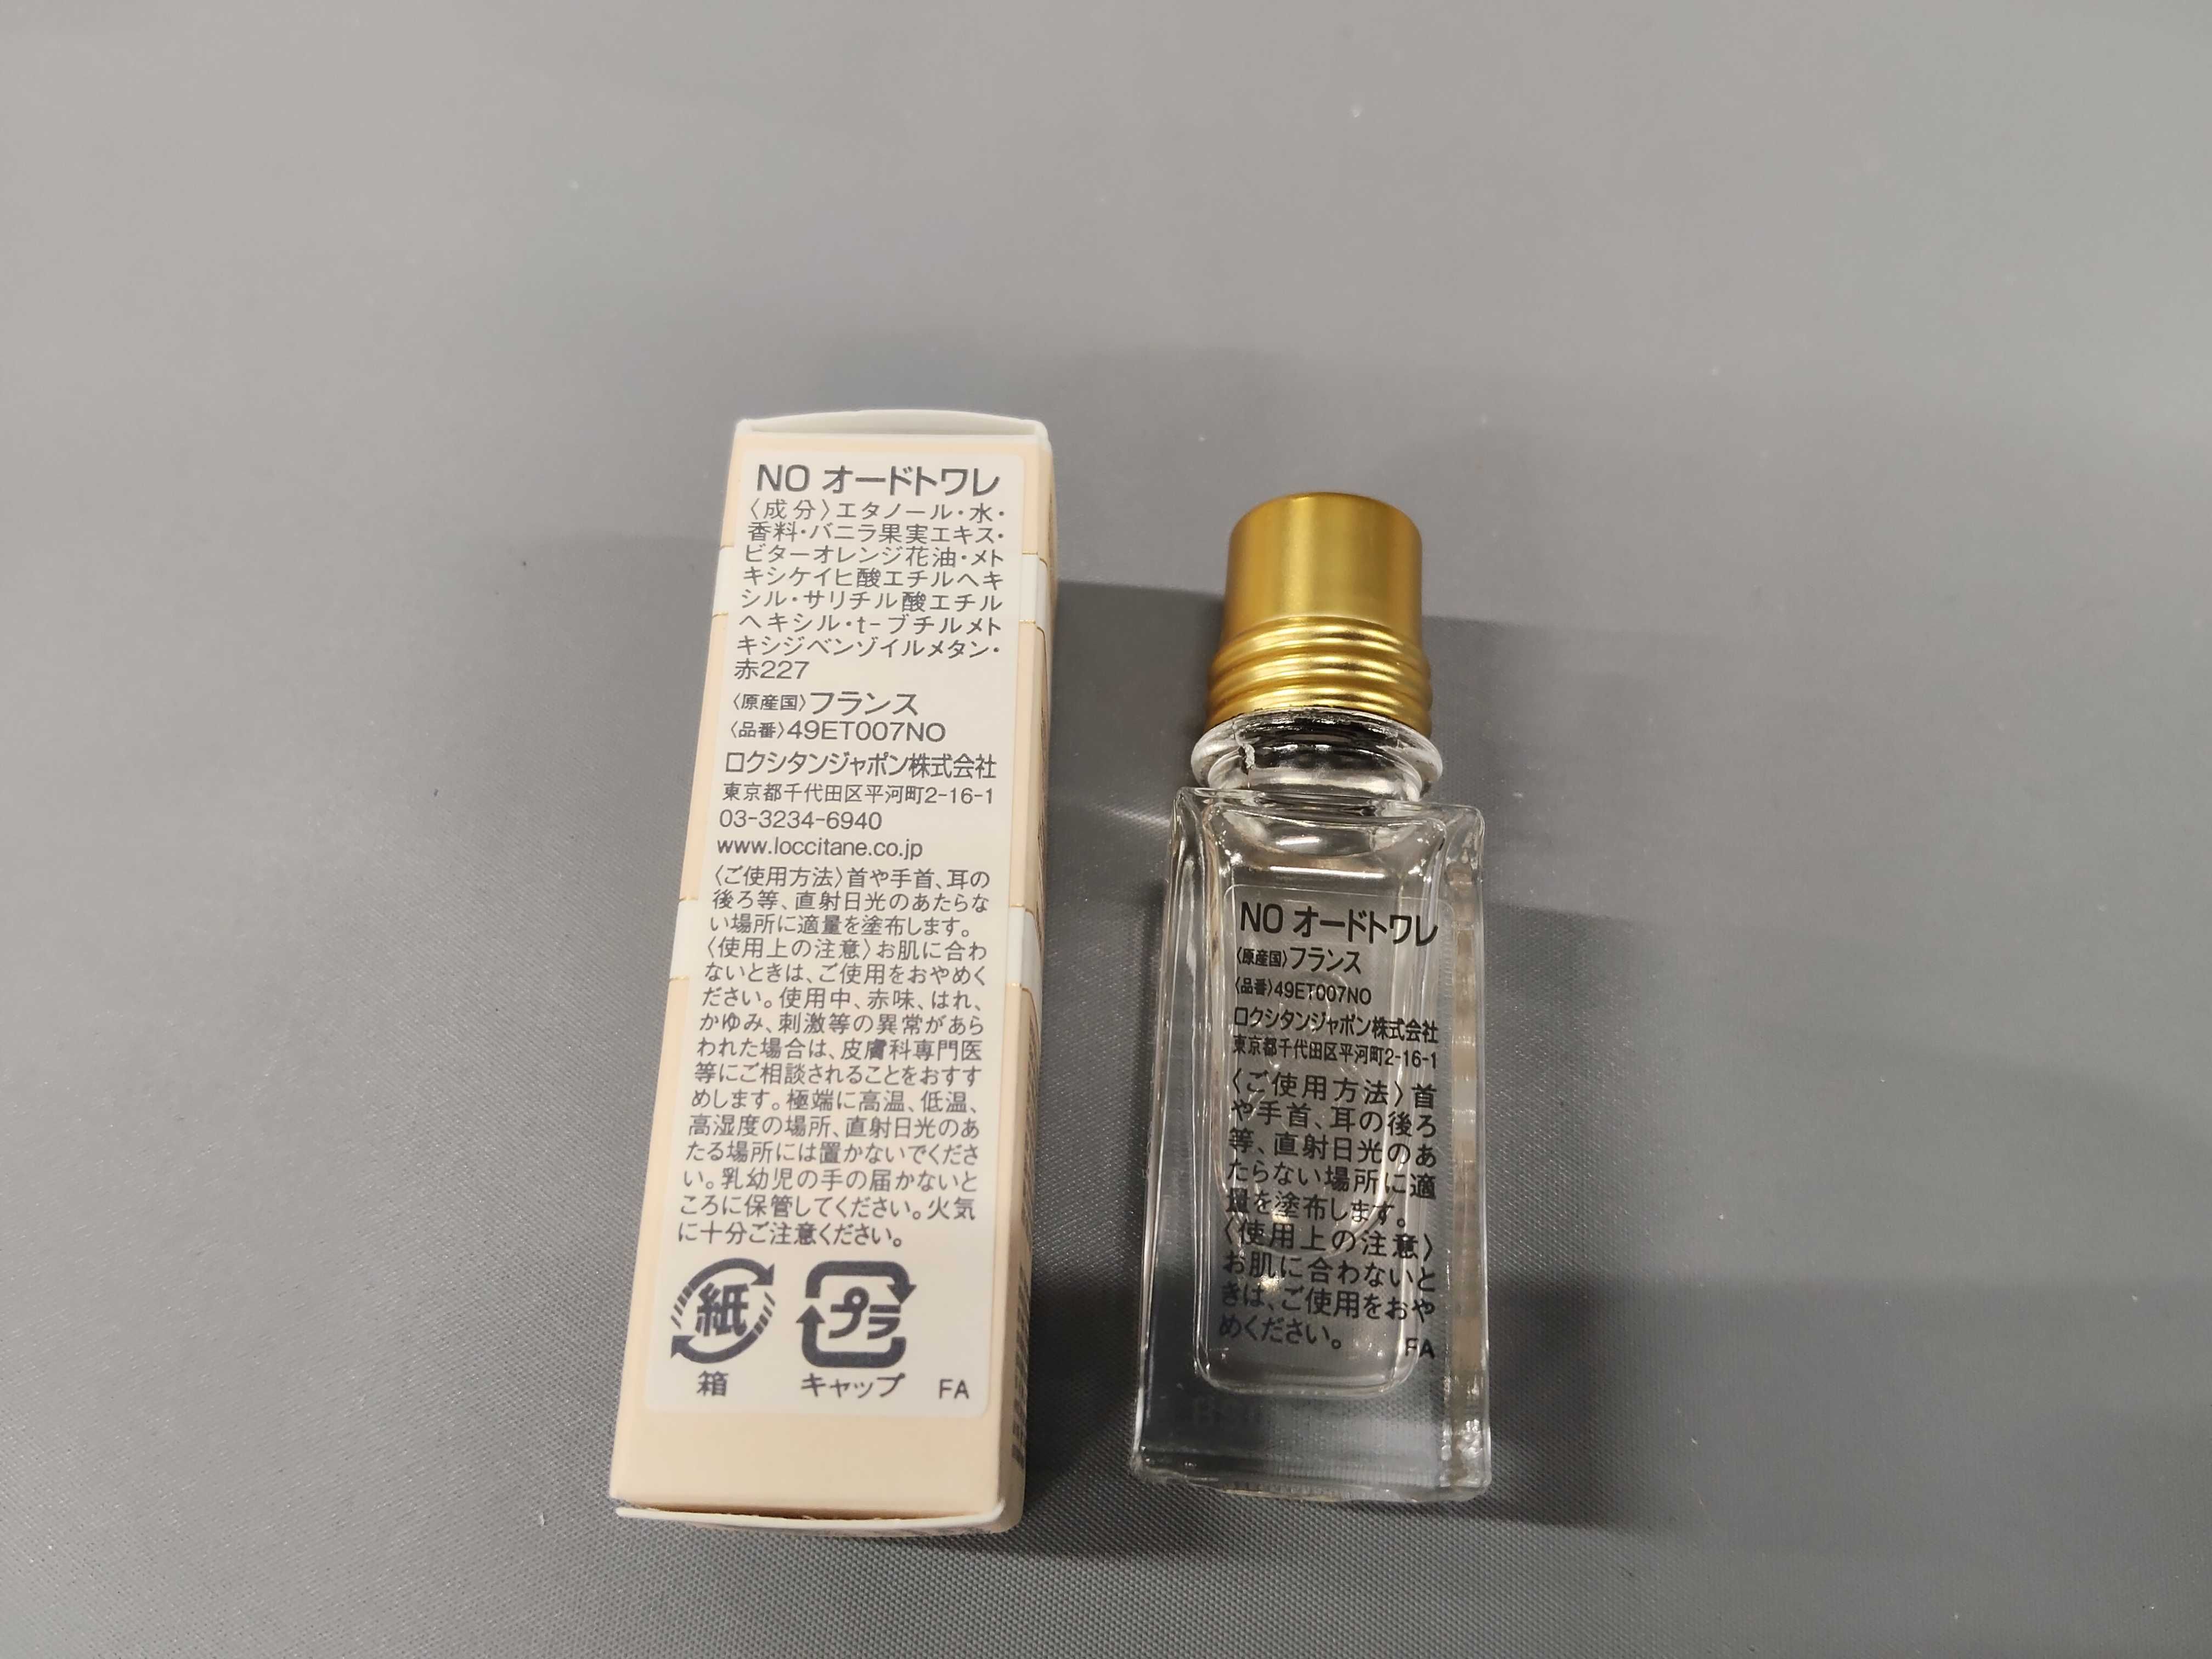 NO オードトワレ
〈成分〉エタノール・水・
香料・バニラ果実エキス・
ビターオレンジ花油・メト
キシケイヒ酸エチルヘキ
シル・サリチル酸エチル
ヘキシル・t-ブチルメト
キシジベンゾイルメタン・
赤227
〈原産国〉フランス
〈品番〉49ET007NO
ロクシタンジャポン株式会社
東京都千代田区平河町2-16-1
03-3234-6940
www.loccitane.co.jp
〈ご使用方法〉首や手首、耳の
後ろ等、直射日光のあたらな
い場所に適量を塗布します。
〈使用上の注意〉お肌に合わ
ないときは、ご使用をおやめく
ださい。使用中、赤味、はれ、
かゆみ、刺激等の異常があら
われた場合は、皮膚科専門医
等にご相談されることをおすす
めします。極端に高温、低温、
高湿度の場所、直射日光のあ
たる場所には置かないでくださ
い。乳幼児の手の届かないと
ころに保管してください。火気
に十分ご注意ください。
紙 プラ
箱 キャップ FA
NO オードトワレ
〈原産国〉フランス
〈品番〉49ET007NO
ロクシタンジャポン株式会社
東京都千代田区平河町2-16-1
〈ご使用方法〉首
や手首、耳の後ろ
等、直射日光のあ
たらない場所に適
量を塗布します。
〈使用上の注意〉
お肌に合わないと
きは、ご使用をおや
めください。 FA